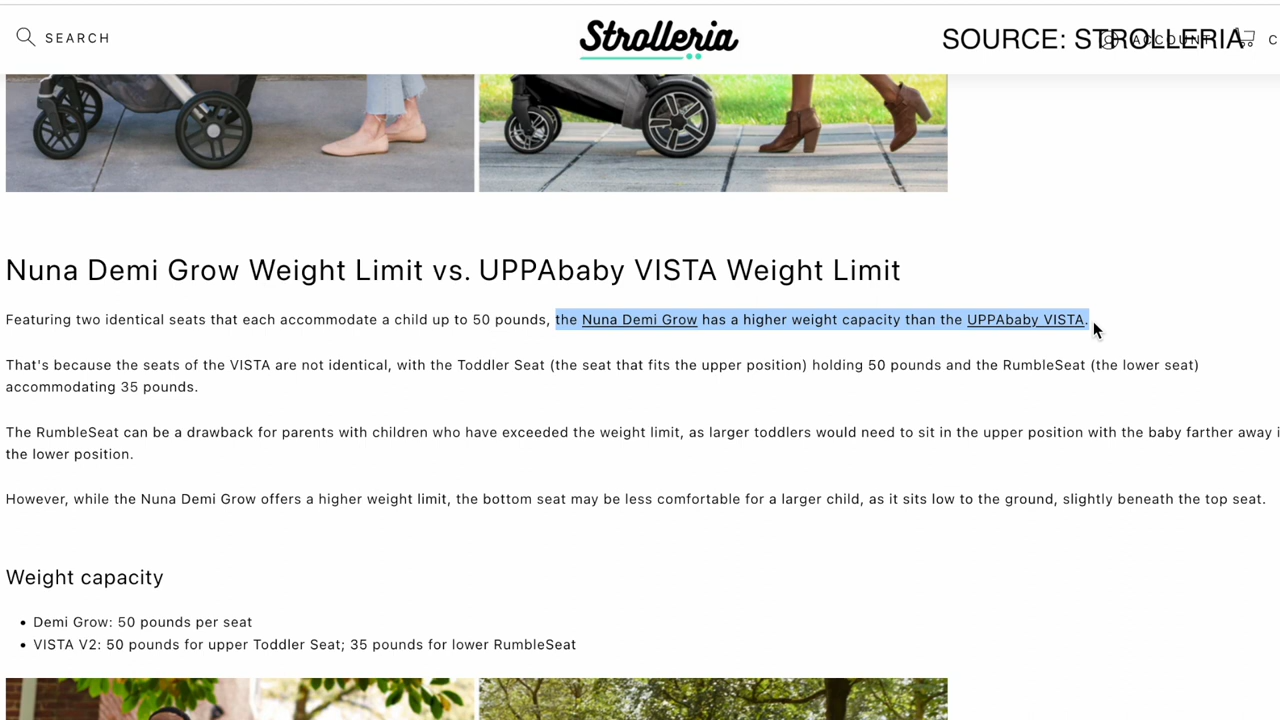 SEARCH
Strolleria
SOURCE: STROLLERIA
ACCOUNT
C
Nuna Demi Grow Weight Limit vs. UPPAbaby VISTA Weight Limit
Featuring two identical seats that each accommodate a child up to 50 pounds, the Nuna Demi Grow has a higher weight capacity than the UPPAbaby VISTA.
That's because the seats of the VISTA are not identical, with the Toddler Seat (the seat that fits the upper position) holding 50 pounds and the RumbleSeat (the lower seat)
accommodating 35 pounds.
The RumbleSeat can be a drawback for parents with children who have exceeded the weight limit, as larger toddlers would need to sit in the upper position with the baby farther away i
the lower position.
However, while the Nuna Demi Grow offers a higher weight limit, the bottom seat may be less comfortable for a larger child, as it sits low to the ground, slightly beneath the top seat.
Weight capacity
• Demi Grow: 50 pounds per seat
• VISTA V2: 50 pounds for upper Toddler Seat; 35 pounds for lower RumbleSeat